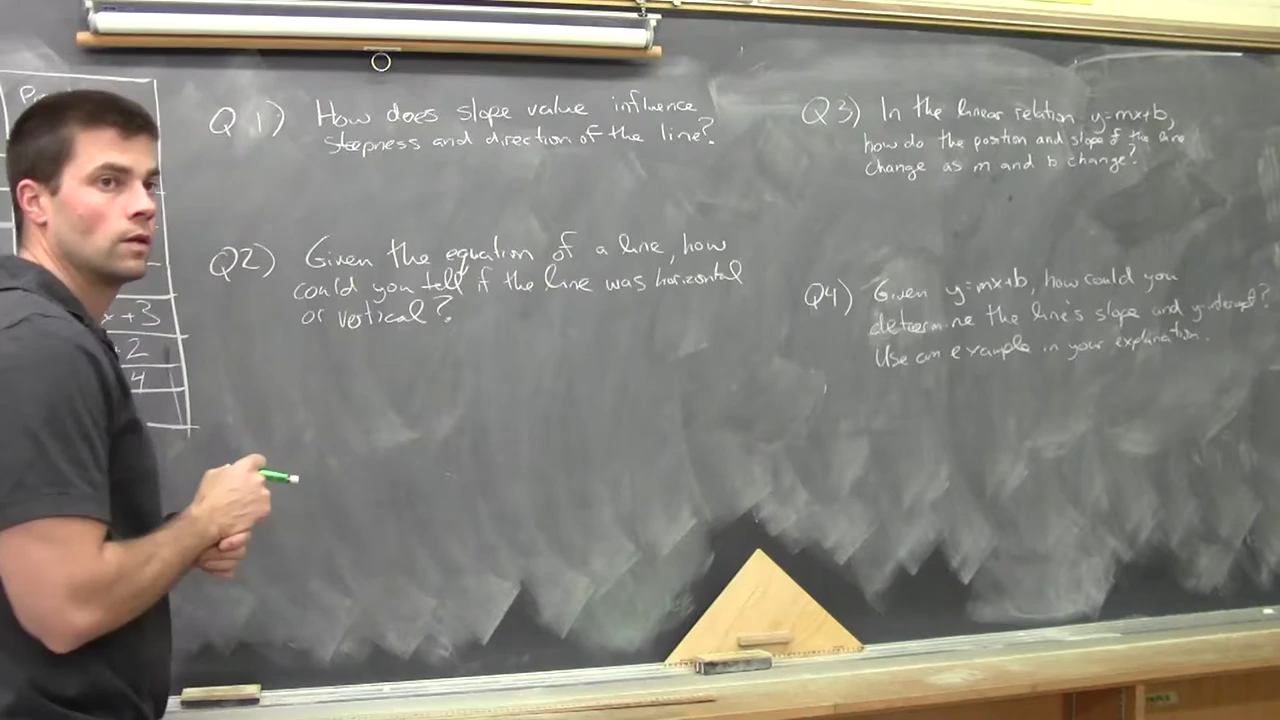 x+3
2
4
Q1) How does slope value influence
steepness and direction of the line?
Q2) Given the equation of a line, how
could you tell if the line was horizontal
or vertical?
Q3) In the linear relation y=mx+b,
how do the position and slope of the line
change as m and b change?
Q4) Given y=mx+b, how could you
determine the line's slope and y-intercept?
Use an example in your explanation.